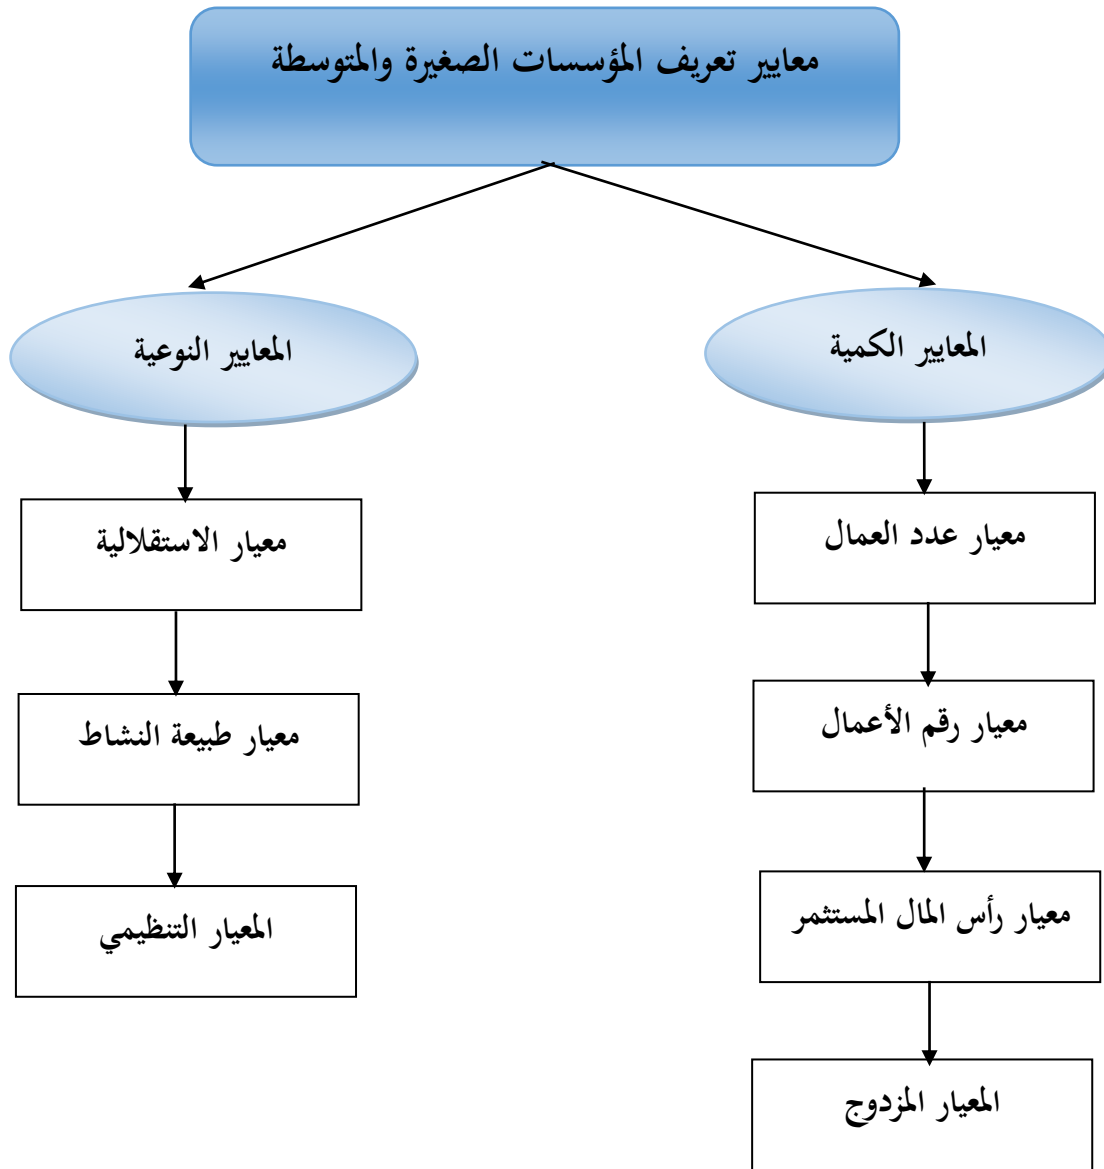 معايير تعريف المؤسسات الصغيرة والمتوسطة
المعايير الكمية
المعايير النوعية
معيار عدد العمال
معيار الاستقلالية
معيار رقم الأعمال
معيار طبيعة النشاط
معيار رأس المال المستثمر
المعيار التنظيمي
المعيار المزدوج